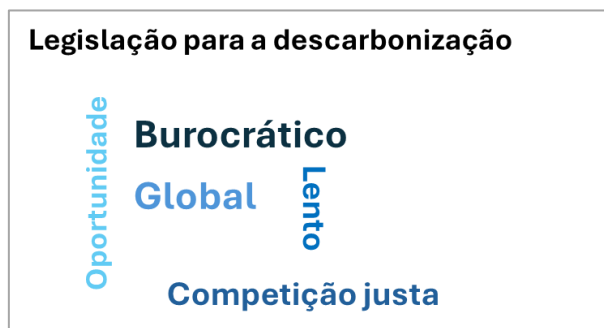 Legislação para a descarbonização
Oportunidade
Burocrático
Global
Lento
Competição justa